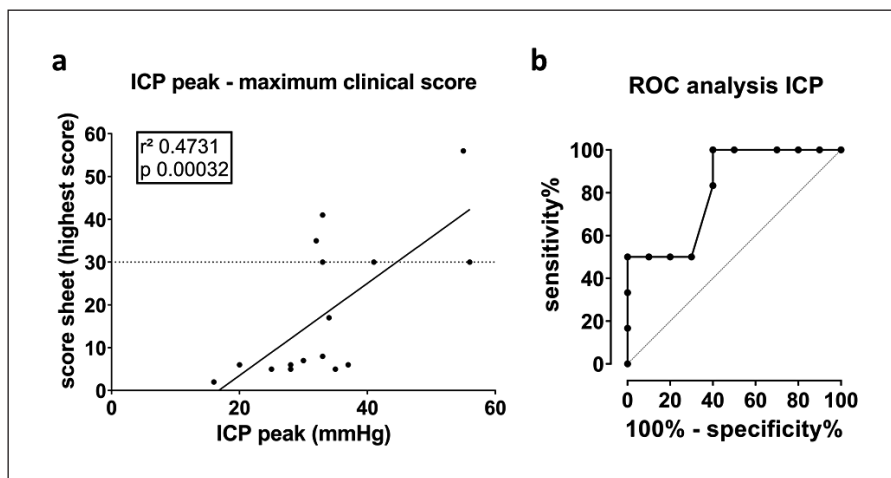 a
ICP peak - maximum clinical score
r² 0.4731
p 0.00032
score sheet (highest score)
60
50
40
30
20
10
0
0
20
40
60
ICP peak (mmHg)
b
ROC analysis ICP
sensitivity%
100
80
60
40
20
0
0
20
40
60
80
100
100% - specificity%